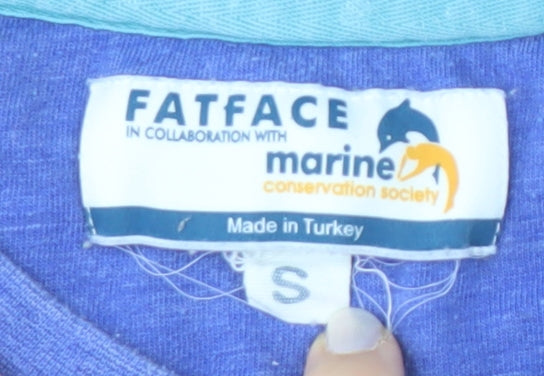 FATFACE
IN COLLABORATION WITH
marine
conservation society
Made in Turkey
S